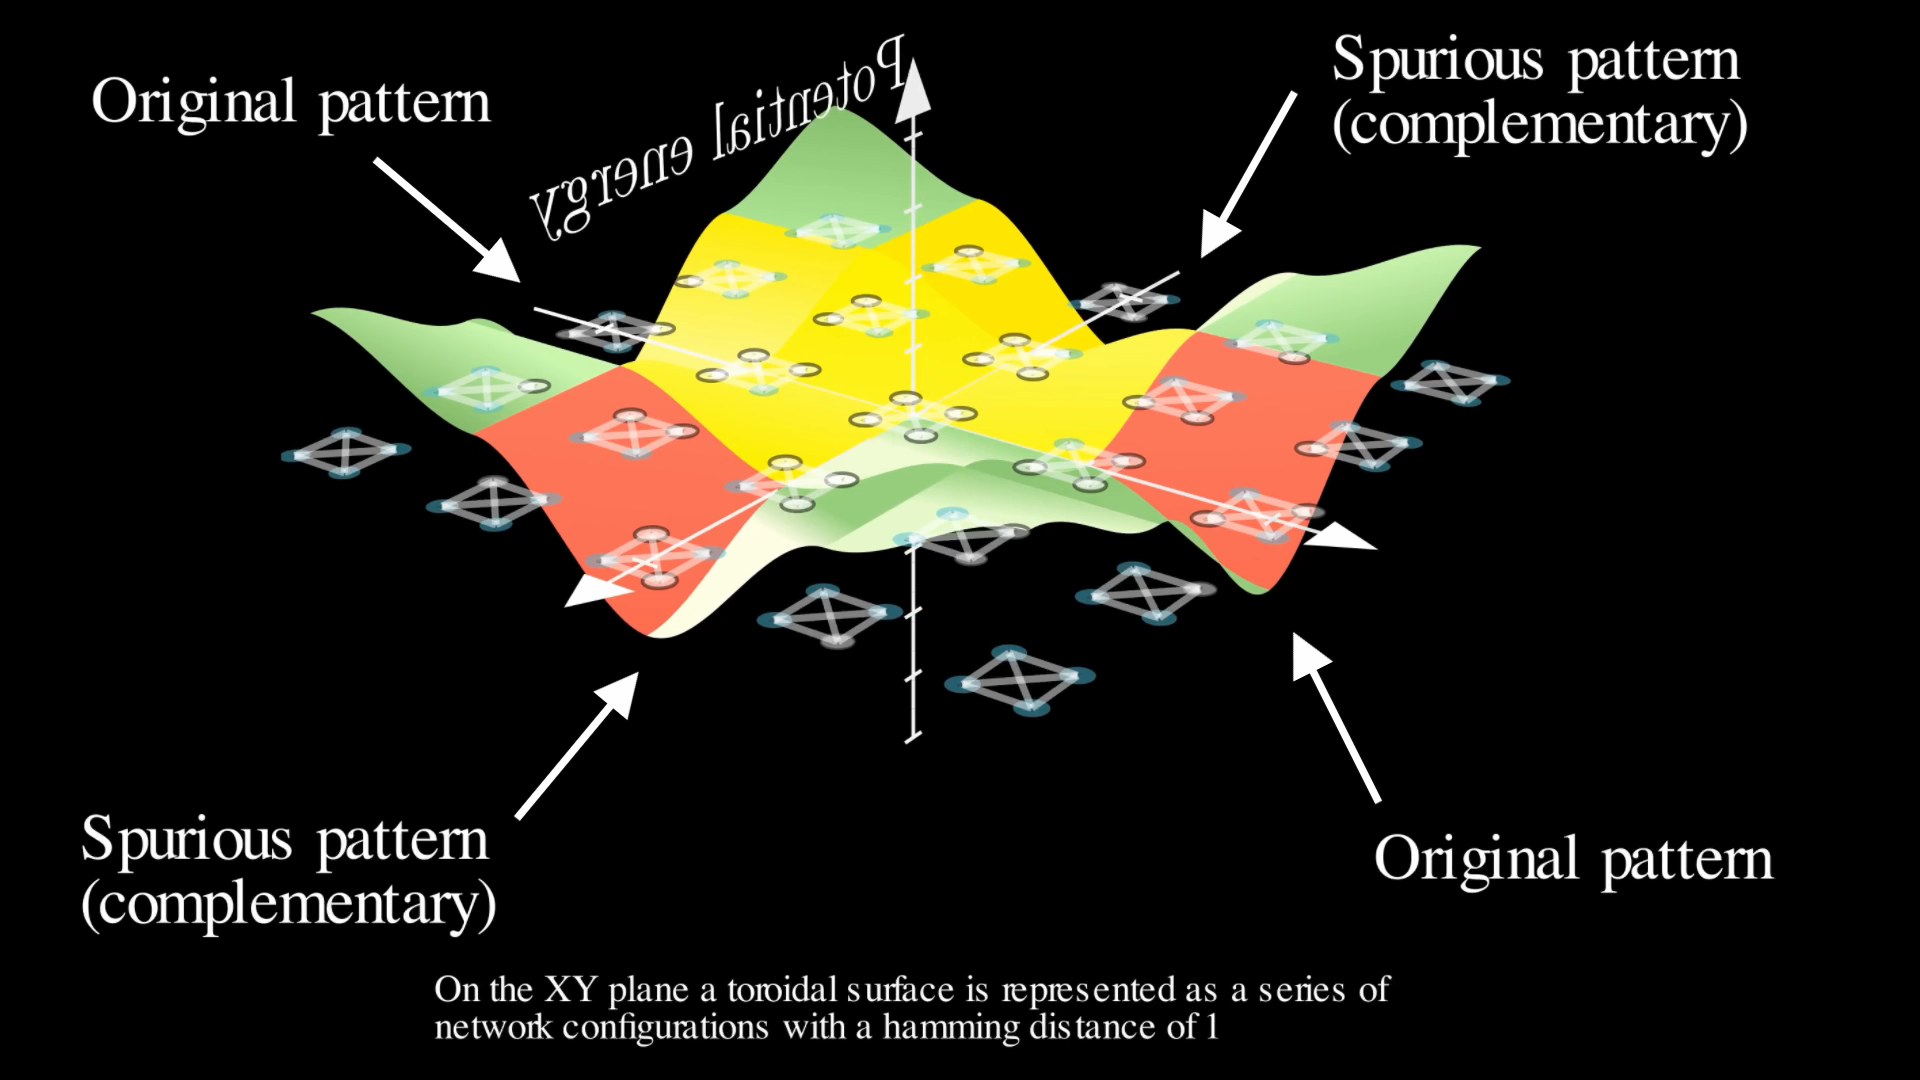 Original pattern
Potential energy
Spurious pattern
(complementary)
Spurious pattern
(complementary)
Original pattern
On the XY plane a toroidal surface is represented as a series of
network configurations with a hamming distance of 1